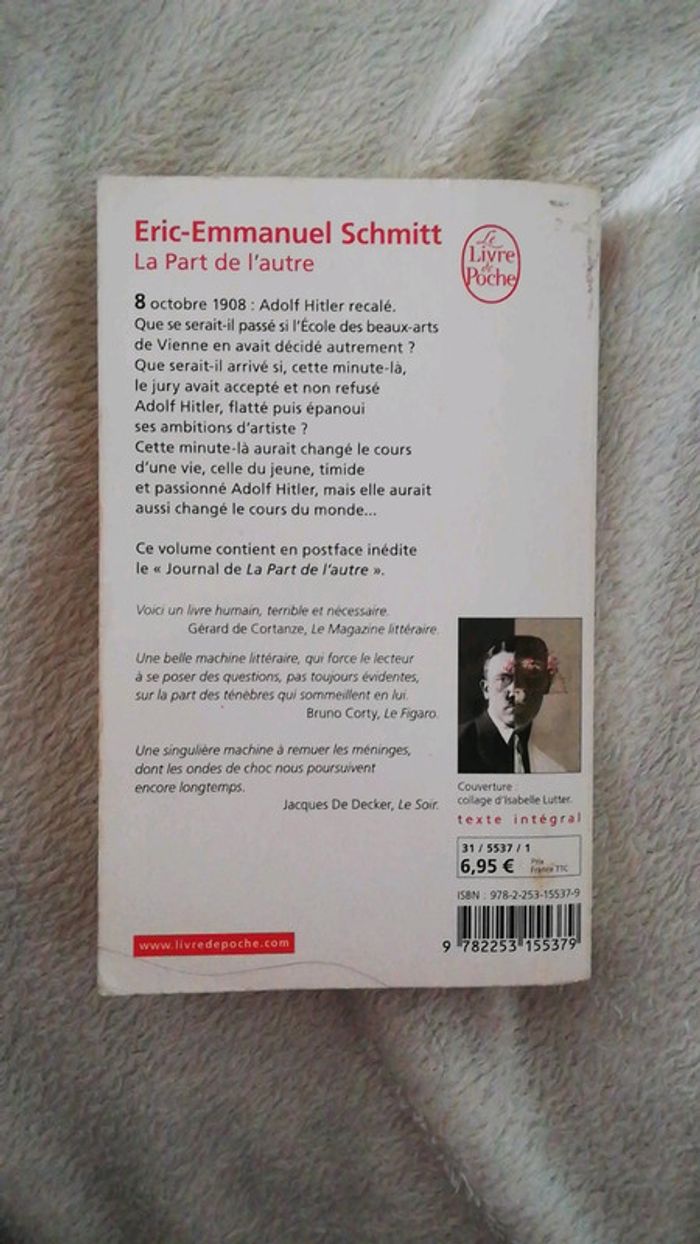 Eric-Emmanuel Schmitt
La Part de l'autre
Le
Livre
de
Poche
8 octobre 1908 : Adolf Hitler recalé.
Que se serait-il passé si l'École des beaux-arts
de Vienne en avait décidé autrement ?
Que serait-il arrivé si, cette minute-là,
le jury avait accepté et non refusé
Adolf Hitler, flatté puis épanoui
ses ambitions d'artiste ?
Cette minute-là aurait changé le cours
d'une vie, celle du jeune, timide
et passionné Adolf Hitler, mais elle aurait
aussi changé le cours du monde...
Ce volume contient en postface inédite
le « Journal de La Part de l'autre ».
Voici un livre humain, terrible et nécessaire.
Gérard de Cortanze, Le Magazine littéraire.
Une belle machine littéraire, qui force le lecteur
à se poser des questions, pas toujours évidentes,
sur la part des ténèbres qui sommeillent en lui.
Bruno Corty, Le Figaro.
Une singulière machine à remuer les méninges,
dont les ondes de choc nous poursuivent
encore longtemps.
Jacques De Decker, Le Soir.
Couverture :
collage d'Isabelle Lutter.
texte intégral
31 / 5537 / 1
6,95 € Prix
France TTC
ISBN : 978-2-253-15537-9
9 782253 155379
www.livredepoche.com